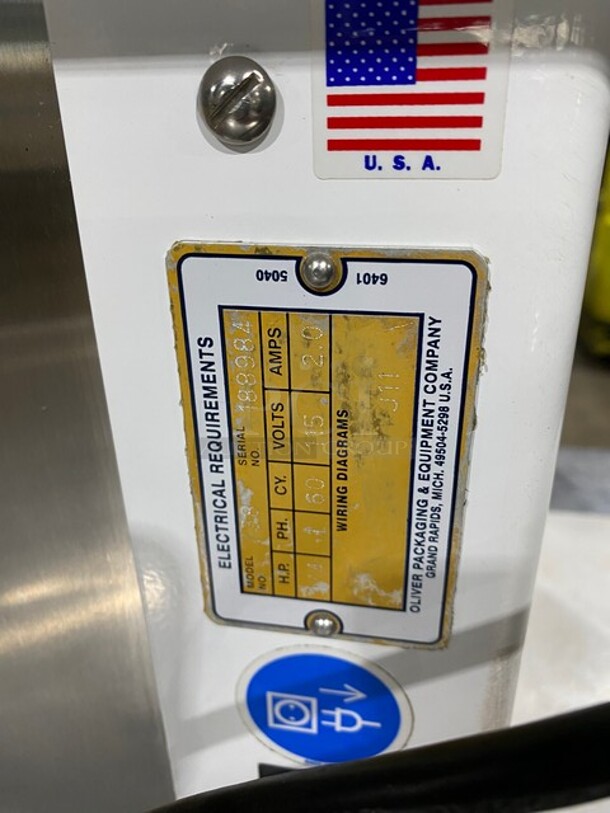 U. S. A.
5040
6401
ELECTRICAL REQUIREMENTS
MODEL NO.
SERIAL NO. 188984
H.P. PH. CY. VOLTS AMPS
1 60 115 2.0
WIRING DIAGRAMS
J11
OLIVER PACKAGING & EQUIPMENT COMPANY
GRAND RAPIDS, MICH. 49504-5298 U.S.A.